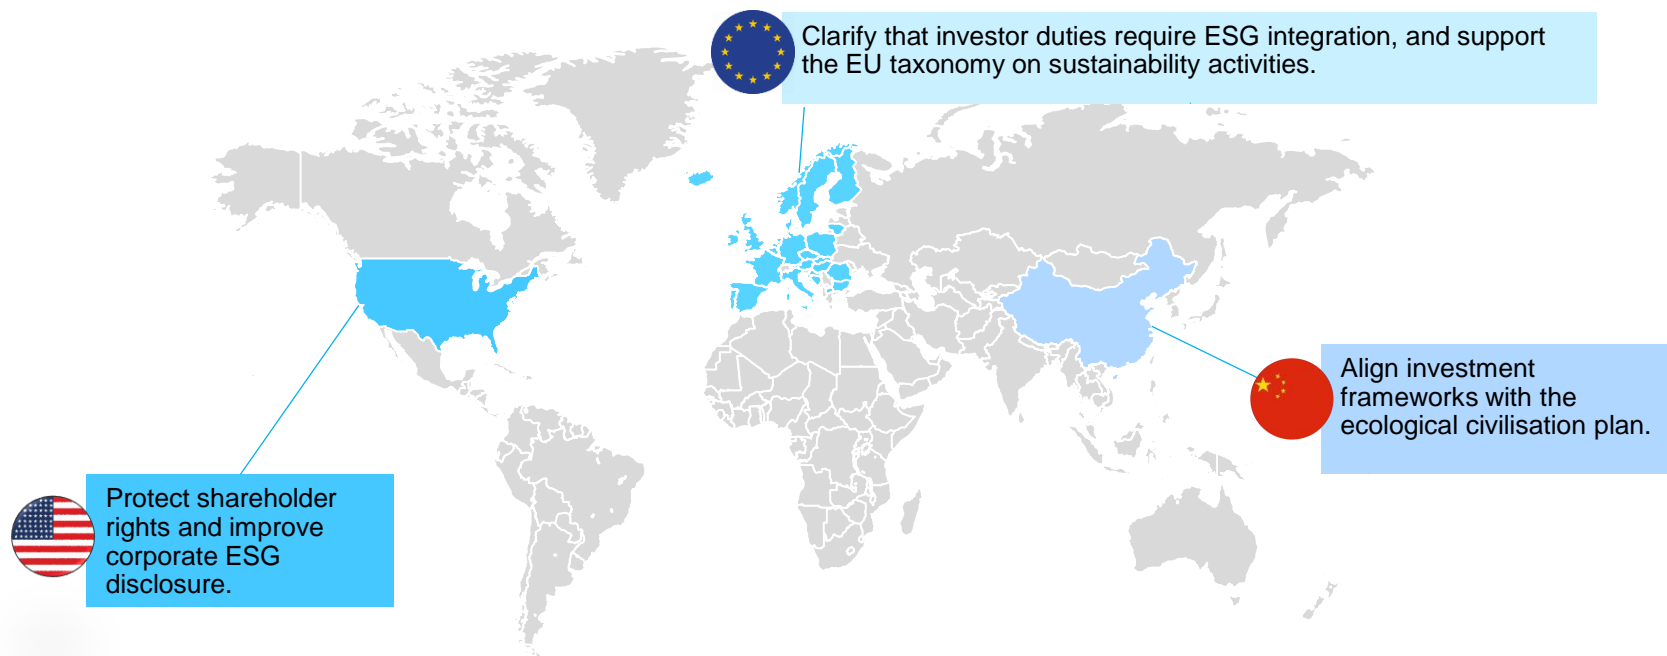 Clarify that investor duties require ESG integration, and support
the EU taxonomy on sustainability activities.
Align investment
frameworks with the
ecological civilisation plan.
Protect shareholder
rights and improve
corporate ESG
disclosure.